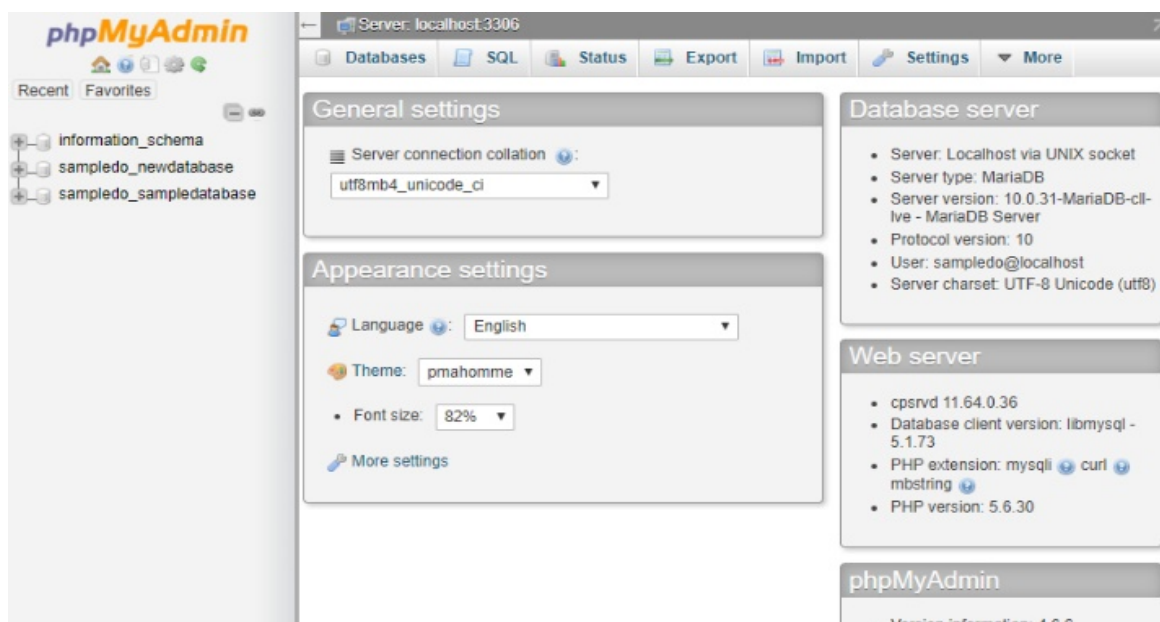 phpMyAdmin
Recent Favorites
information_schema
sampledo_newdatabase
sampledo_sampledatabase
Server: localhost:3306
Databases SQL Status Export Import Settings More
General settings
Server connection collation :
utf8mb4_unicode_ci
Appearance settings
Language : English
Theme: pmahomme
Font size: 82%
More settings
Database server
Server: Localhost via UNIX socket
Server type: MariaDB
Server version: 10.0.31-MariaDB-cll-
lve - MariaDB Server
Protocol version: 10
User: sampledo@localhost
Server charset: UTF-8 Unicode (utf8)
Web server
cpsrvd 11.64.0.36
Database client version: libmysql -
5.1.73
PHP extension: mysqli curl
mbstring
PHP version: 5.6.30
phpMyAdmin